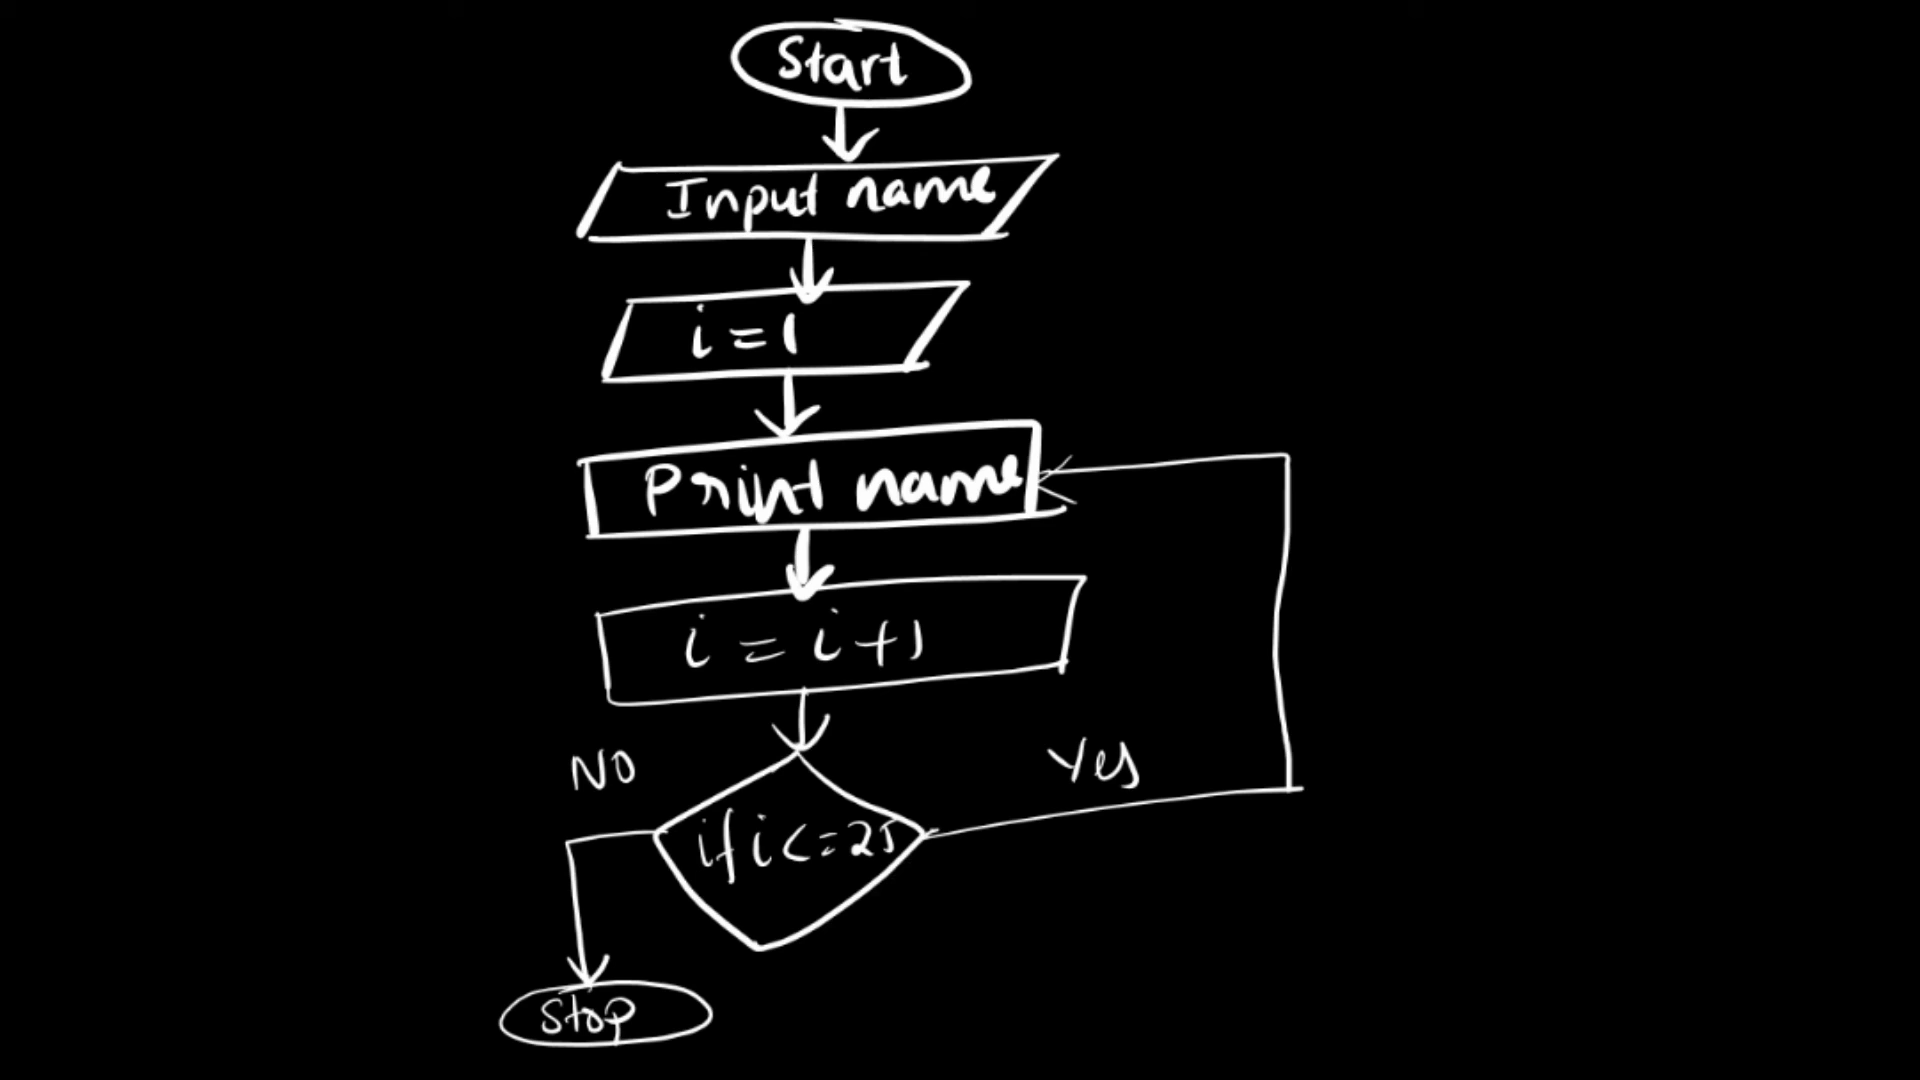 Start
Input name
i = 1
Print name
i = i + 1
NO
Yes
if i <= 25
Stop